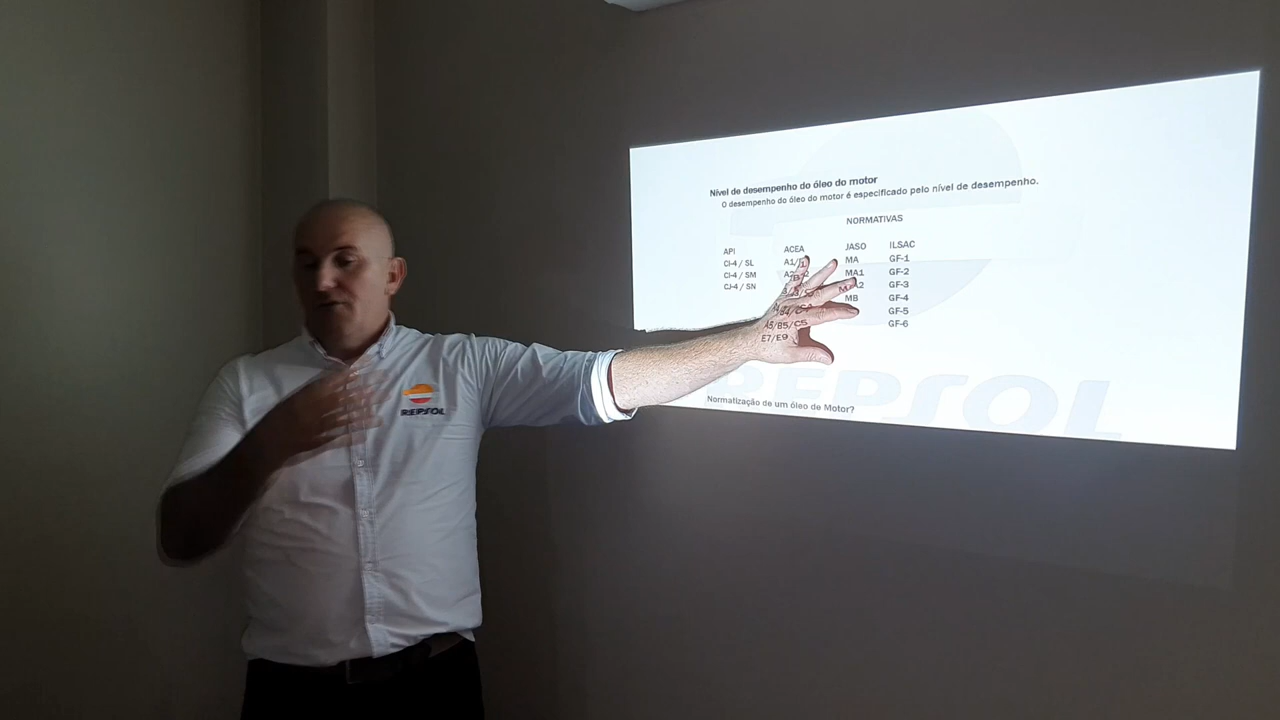 Nível de desempenho do óleo do motor
O desempenho do óleo do motor é especificado pelo nível de desempenho.
NORMATIVAS
API ACEA JASO ILSAC
CI-4 / SL A1/ MA GF-1
CI-4 / SM MA1 GF-2
CJ-4 / SN GF-3
MB GF-4
A5/B5/C5 GF-5
E7/E9 GF-6
REPSOL
REPSOL
Normatização de um óleo de Motor?